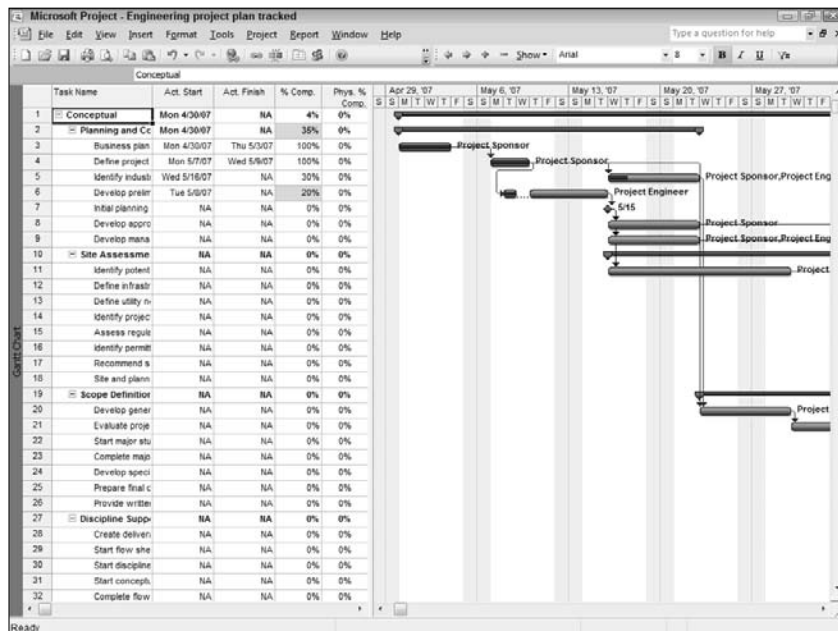 Microsoft Project - Engineering project plan tracked
File Edit View Insert Format Tools Project Report Window Help
Type a question for help
Show Arial 8 B I U
Conceptual
Task Name Act. Start Act. Finish % Comp. Phys. % Comp.
Apr 29, '07 May 6, '07 May 13, '07 May 20, '07 May 27, '07
S S M T W T F S S M T W T F S S M T W T F S S M T W T F S S M T W T F
1 Conceptual Mon 4/30/07 NA 4% 0%
2 Planning and Cc Mon 4/30/07 NA 35% 0%
3 Business plan Mon 4/30/07 Thu 5/3/07 100% 0% Project Sponsor
4 Define project Mon 5/7/07 Wed 5/9/07 100% 0% Project Sponsor
5 Identify industr Wed 5/16/07 NA 30% 0% Project Sponsor,Project Eng
6 Develop prelim Tue 5/8/07 NA 20% 0% Project Engineer
7 Initial planning NA NA 0% 0% 5/15
8 Develop appro NA NA 0% 0% Project Sponsor
9 Develop mana NA NA 0% 0% Project Sponsor,Project Eng
10 Site Assessme NA NA 0% 0%
11 Identify potent NA NA 0% 0% Project
12 Define infrastr NA NA 0% 0%
13 Define utility n NA NA 0% 0%
14 Identify projec NA NA 0% 0%
15 Assess regula NA NA 0% 0%
16 Identify permitt NA NA 0% 0%
17 Recommend s NA NA 0% 0%
18 Site and plann NA NA 0% 0%
19 Scope Definition NA NA 0% 0%
20 Develop gener NA NA 0% 0% Project
21 Evaluate proje NA NA 0% 0%
22 Start major stu NA NA 0% 0%
23 Complete majo NA NA 0% 0%
24 Develop speci NA NA 0% 0%
25 Prepare final c NA NA 0% 0%
26 Provide writte NA NA 0% 0%
27 Discipline Supp NA NA 0% 0%
28 Create deliver NA NA 0% 0%
29 Start flow she NA NA 0% 0%
30 Start discipline NA NA 0% 0%
31 Start conceptu NA NA 0% 0%
32 Complete flow NA NA 0% 0%
Gantt Chart
Ready